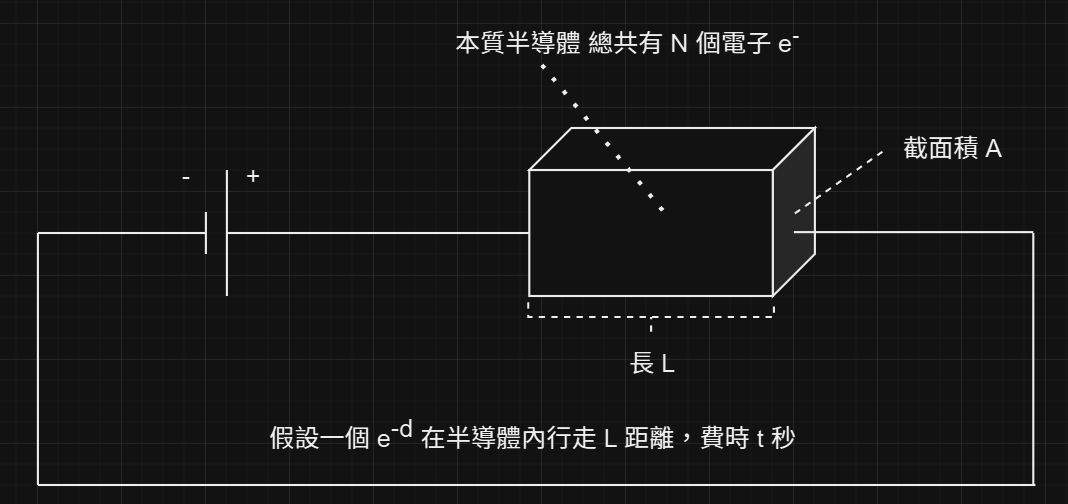 本質半導體 總共有 N 個電子 e-
截面積 A
- +
長 L
假設一個 e-d 在半導體內行走 L 距離，費時 t 秒